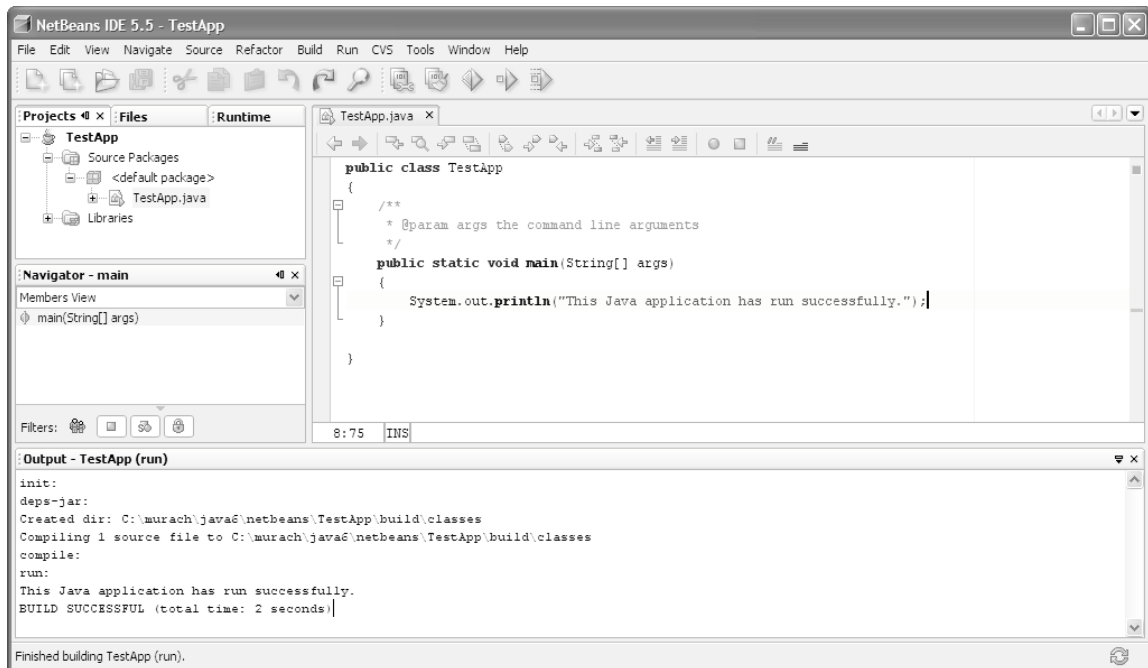 NetBeans IDE 5.5 - TestApp
File Edit View Navigate Source Refactor Build Run CVS Tools Window Help
Projects Files Runtime
TestApp
Source Packages
<default package>
TestApp.java
Libraries
Navigator - main
Members View
main(String[] args)
Filters:
TestApp.java
public class TestApp
{
/**
* @param args the command line arguments
*/
public static void main(String[] args)
{
System.out.println("This Java application has run successfully.");
}
}
8:75 INS
Output - TestApp (run)
init:
deps-jar:
Created dir: C:\murach\java6\netbeans\TestApp\build\classes
Compiling 1 source file to C:\murach\java6\netbeans\TestApp\build\classes
compile:
run:
This Java application has run successfully.
BUILD SUCCESSFUL (total time: 2 seconds)
Finished building TestApp (run).